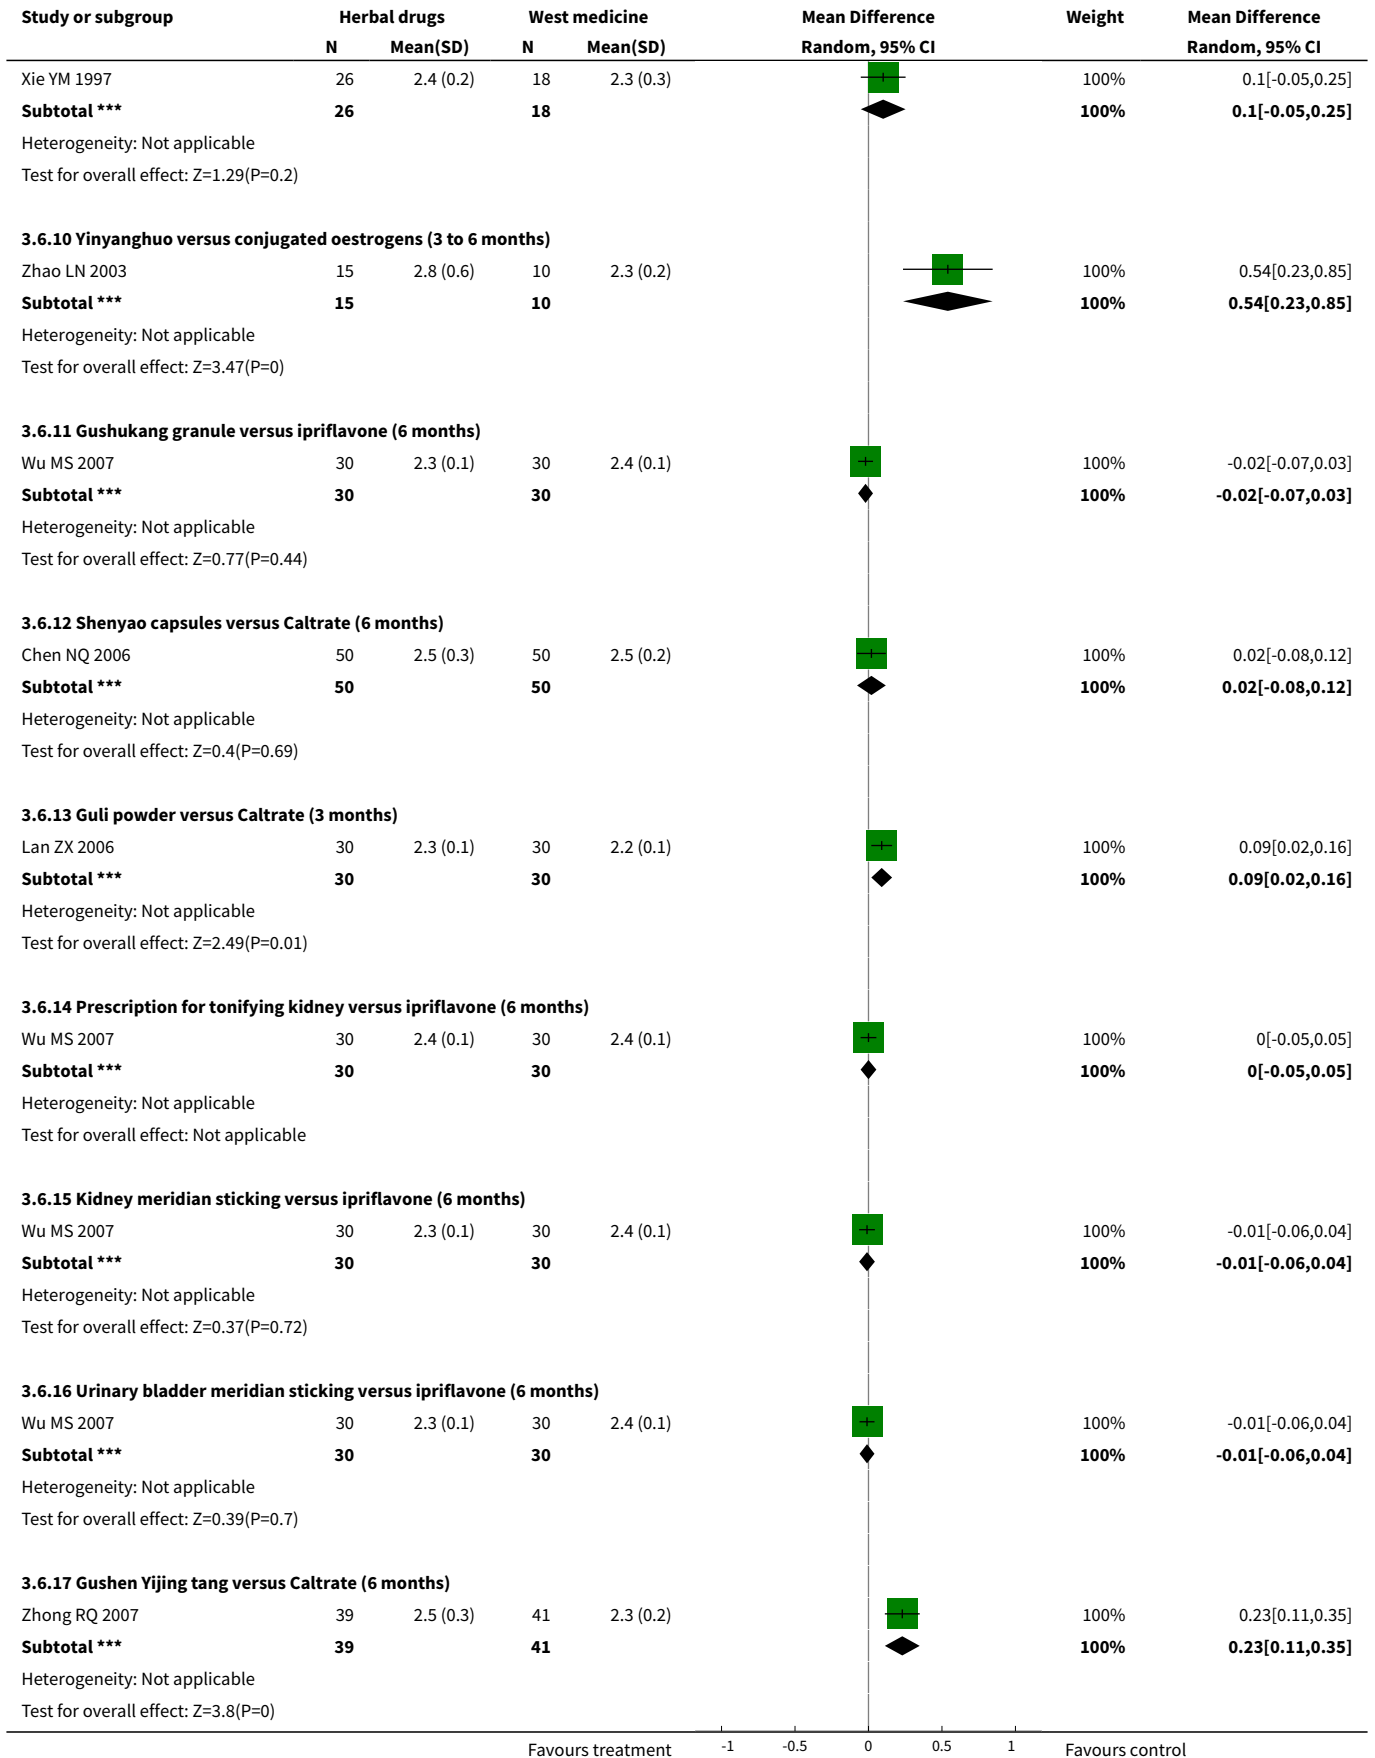 Study or subgroup Herbal drugs West medicine Mean Difference Weight Mean Difference
N Mean(SD) N Mean(SD) Random, 95% CI Random, 95% CI
Xie YM 1997 26 2.4 (0.2) 18 2.3 (0.3) 100% 0.1[-0.05,0.25]
Subtotal *** 26 18 100% 0.1[-0.05,0.25]
Heterogeneity: Not applicable
Test for overall effect: Z=1.29(P=0.2)
3.6.10 Yinyanghuo versus conjugated oestrogens (3 to 6 months)
Zhao LN 2003 15 2.8 (0.6) 10 2.3 (0.2) 100% 0.54[0.23,0.85]
Subtotal *** 15 10 100% 0.54[0.23,0.85]
Heterogeneity: Not applicable
Test for overall effect: Z=3.47(P=0)
3.6.11 Gushukang granule versus ipriflavone (6 months)
Wu MS 2007 30 2.3 (0.1) 30 2.4 (0.1) 100% -0.02[-0.07,0.03]
Subtotal *** 30 30 100% -0.02[-0.07,0.03]
Heterogeneity: Not applicable
Test for overall effect: Z=0.77(P=0.44)
3.6.12 Shenyao capsules versus Caltrate (6 months)
Chen NQ 2006 50 2.5 (0.3) 50 2.5 (0.2) 100% 0.02[-0.08,0.12]
Subtotal *** 50 50 100% 0.02[-0.08,0.12]
Heterogeneity: Not applicable
Test for overall effect: Z=0.4(P=0.69)
3.6.13 Guli powder versus Caltrate (3 months)
Lan ZX 2006 30 2.3 (0.1) 30 2.2 (0.1) 100% 0.09[0.02,0.16]
Subtotal *** 30 30 100% 0.09[0.02,0.16]
Heterogeneity: Not applicable
Test for overall effect: Z=2.49(P=0.01)
3.6.14 Prescription for tonifying kidney versus ipriflavone (6 months)
Wu MS 2007 30 2.4 (0.1) 30 2.4 (0.1) 100% 0[-0.05,0.05]
Subtotal *** 30 30 100% 0[-0.05,0.05]
Heterogeneity: Not applicable
Test for overall effect: Not applicable
3.6.15 Kidney meridian sticking versus ipriflavone (6 months)
Wu MS 2007 30 2.3 (0.1) 30 2.4 (0.1) 100% -0.01[-0.06,0.04]
Subtotal *** 30 30 100% -0.01[-0.06,0.04]
Heterogeneity: Not applicable
Test for overall effect: Z=0.37(P=0.72)
3.6.16 Urinary bladder meridian sticking versus ipriflavone (6 months)
Wu MS 2007 30 2.3 (0.1) 30 2.4 (0.1) 100% -0.01[-0.06,0.04]
Subtotal *** 30 30 100% -0.01[-0.06,0.04]
Heterogeneity: Not applicable
Test for overall effect: Z=0.39(P=0.7)
3.6.17 Gushen Yijing tang versus Caltrate (6 months)
Zhong RQ 2007 39 2.5 (0.3) 41 2.3 (0.2) 100% 0.23[0.11,0.35]
Subtotal *** 39 41 100% 0.23[0.11,0.35]
Heterogeneity: Not applicable
Test for overall effect: Z=3.8(P=0)
Favours treatment -1 -0.5 0 0.5 1 Favours control